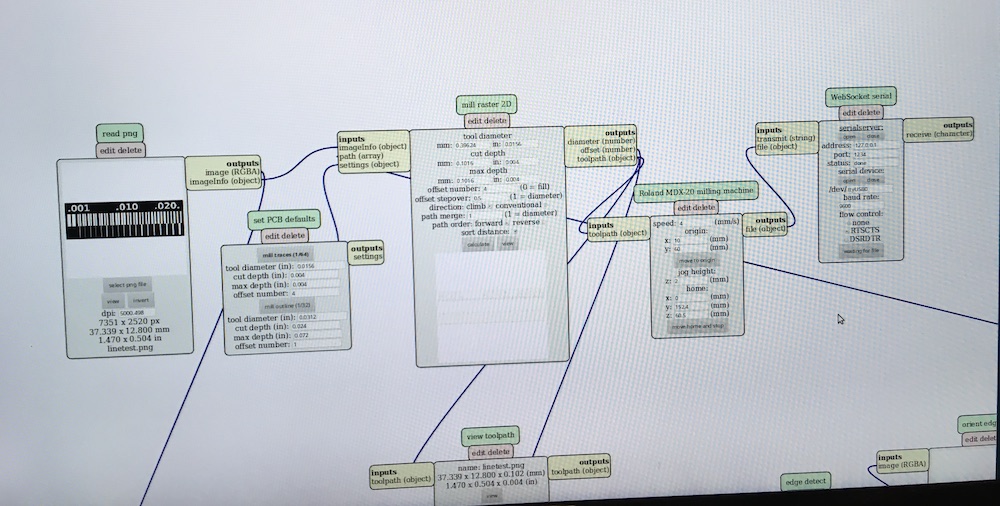 read png
edit delete
outputs
image (RGBA)
imageInfo (object)
.001 .010 .020.
select png file
view invert
dpi: 5000.498
7351 x 2520 px
37.339 x 12.800 mm
1.470 x 0.504 in
linetest.png
set PCB defaults
edit delete
mill traces (1/64)
tool diameter (in): 0.0156
cut depth (in): 0.004
max depth (in): 0.004
offset number: 4
mill outline (1/32)
tool diameter (in): 0.0312
cut depth (in): 0.024
max depth (in): 0.072
offset number: 1
outputs
settings
mill raster 2D
edit delete
inputs
imageInfo (object)
path (array)
settings (object)
tool diameter
mm: 0.39624 in: 0.0156
cut depth
mm: 0.1016 in: 0.004
max depth
mm: 0.1016 in: 0.004
offset number: 4 (0 = fill)
offset stepover: 0.5 (1 = diameter)
direction: climb conventional
path merge: 1 (1 = diameter)
path order: forward reverse
sort distance:
calculate view
outputs
diameter (number)
offset (number)
toolpath (object)
Roland MDX-20 milling machine
edit delete
inputs
toolpath (object)
speed: 4 (mm/s)
origin:
x: 10 (mm)
y: 10 (mm)
move to origin
jog height:
z: 2 (mm)
home:
x: 0 (mm)
y: 152.4 (mm)
z: 60.5 (mm)
move home and stop
outputs
file (object)
WebSocket serial
edit delete
inputs
transmit (string)
file (object)
serialserver:
open close
address: 127.0.0.1
port: 1234
status: 
serial device:
open close
/dev/ttyUSB0
baud rate:
9600
flow control:
none
RTSCTS
DSRDTR
waiting for file
outputs
receive (character)
view toolpath
edit delete
inputs
toolpath (object)
name: linetest.png
37.339 x 12.800 x 0.102 (mm)
1.470 x 0.504 x 0.004 (in)
view
outputs
toolpath (object)
edge detect
orient edg
edit delet
inputs
image (RGBA)